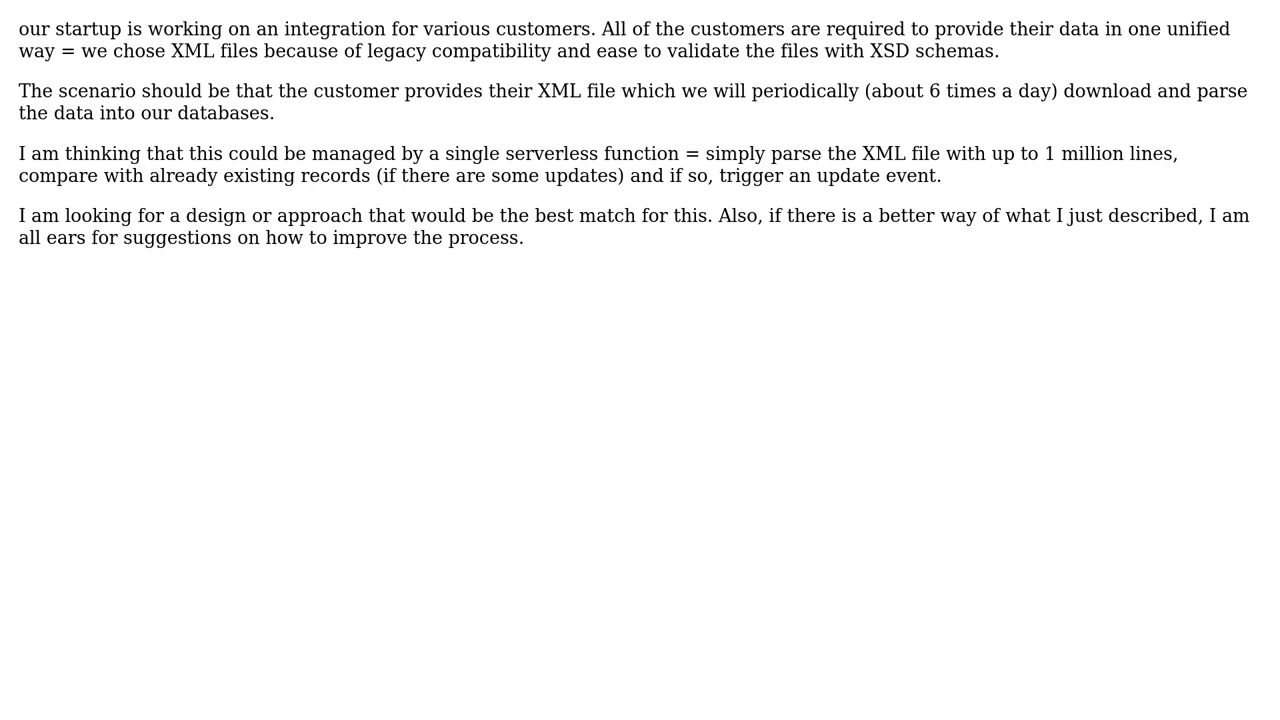 our startup is working on an integration for various customers. All of the customers are required to provide their data in one unified
way = we chose XML files because of legacy compatibility and ease to validate the files with XSD schemas.
The scenario should be that the customer provides their XML file which we will periodically (about 6 times a day) download and parse
the data into our databases.
I am thinking that this could be managed by a single serverless function = simply parse the XML file with up to 1 million lines,
compare with already existing records (if there are some updates) and if so, trigger an update event.
I am looking for a design or approach that would be the best match for this. Also, if there is a better way of what I just described, I am
all ears for suggestions on how to improve the process.